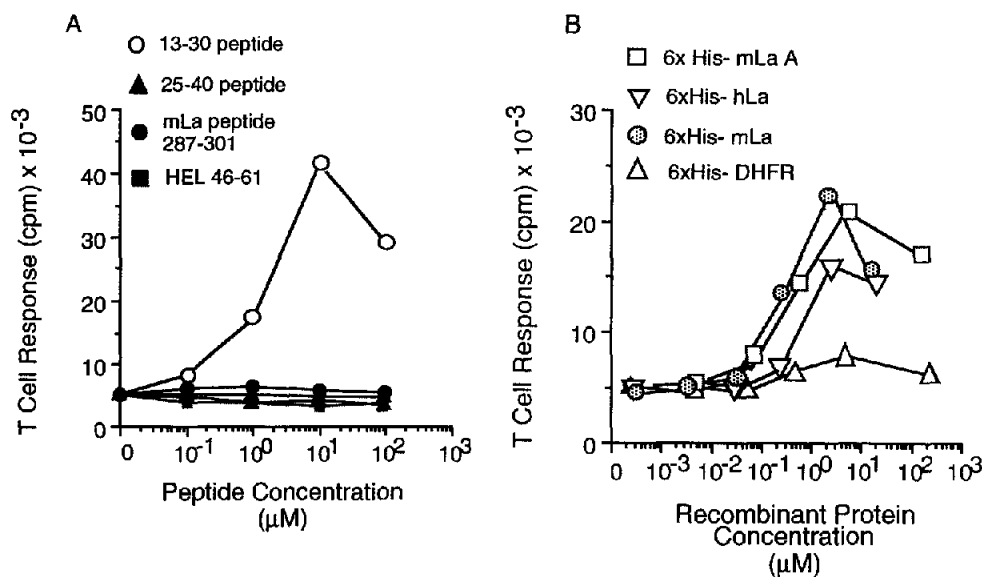 A
13-30 peptide
25-40 peptide
mLa peptide
287-301
HEL 46-61
T Cell Response (cpm) x 10⁻³
50
40
30
20
10
0
0 10⁻¹ 10⁰ 10¹ 10² 10³
Peptide Concentration
(μM)
B
6x His- mLa A
6xHis- hLa
6xHis- mLa
6xHis- DHFR
T Cell Response (cpm) x 10⁻³
30
20
10
0
0 10⁻³ 10⁻² 10⁻¹ 10⁰ 10¹ 10² 10³
Recombinant Protein
Concentration
(μM)